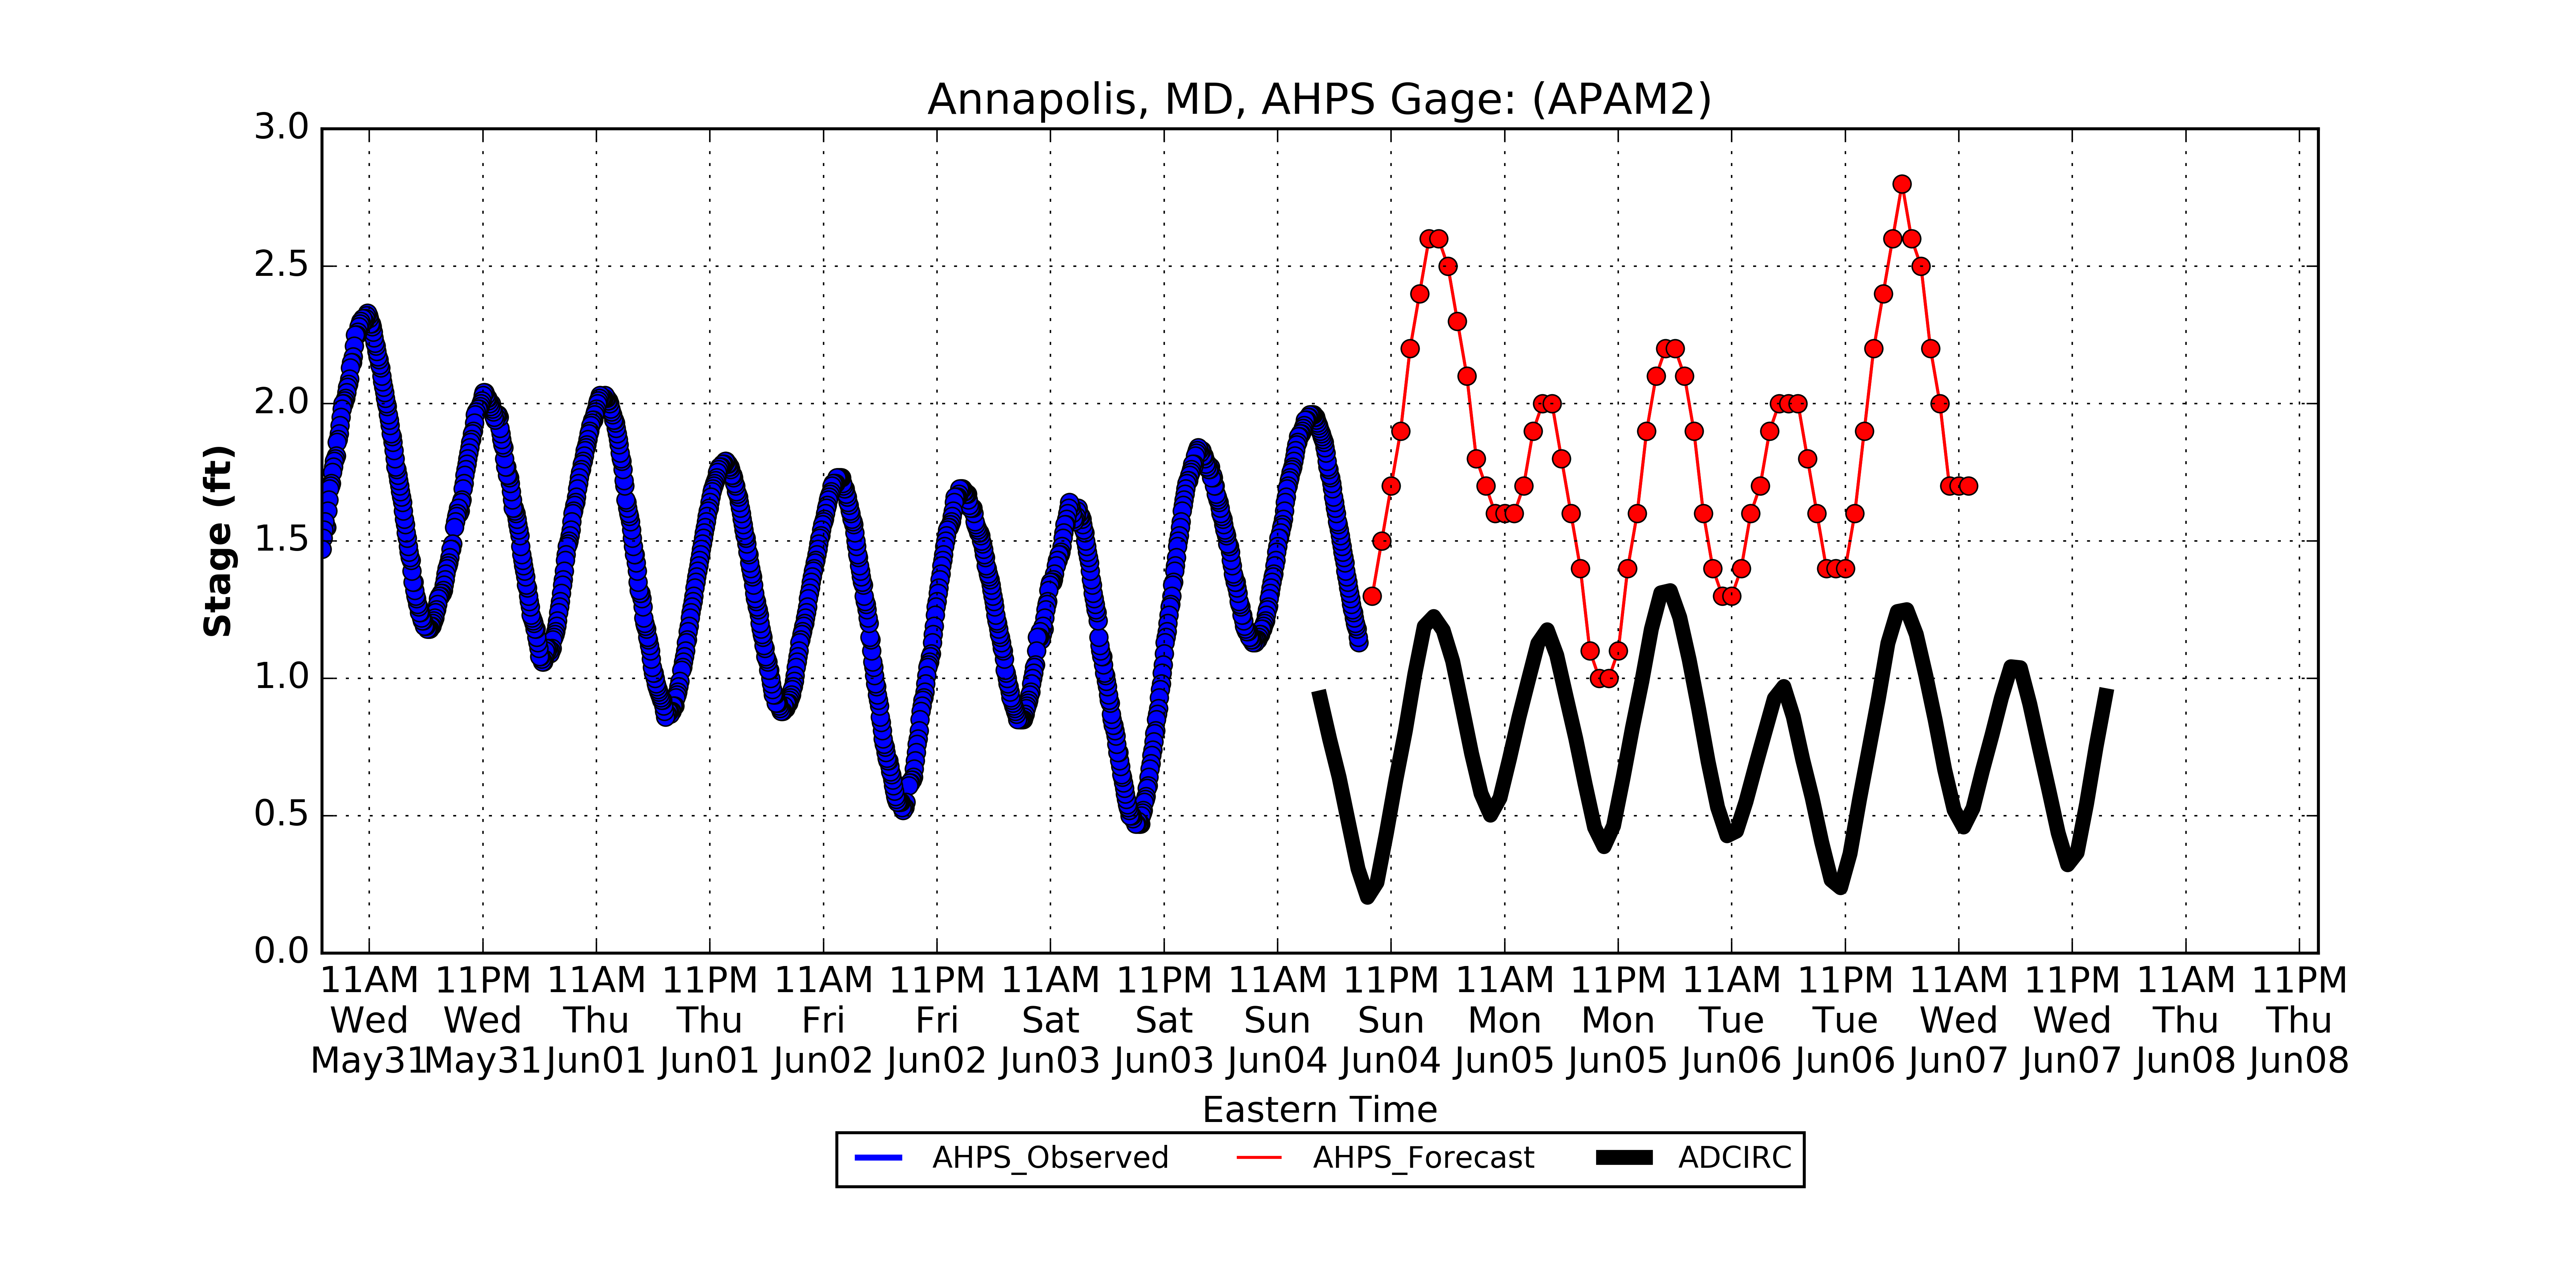 Annapolis, MD, AHPS Gage: (APAM2)
3.0
2.5
2.0
1.5
1.0
0.5
0.0
Stage (ft)
11AM 11PM 11AM 11PM 11AM 11PM 11AM 11PM 11AM 11PM 11AM 11PM 11AM 11PM 11AM 11PM 11AM 11PM
Wed Wed Thu Thu Fri Fri Sat Sat Sun Sun Mon Mon Tue Tue Wed Wed Thu Thu
May31 May31 Jun01 Jun01 Jun02 Jun02 Jun03 Jun03 Jun04 Jun04 Jun05 Jun05 Jun06 Jun06 Jun07 Jun07 Jun08 Jun08
Eastern Time
AHPS_Observed AHPS_Forecast ADCIRC